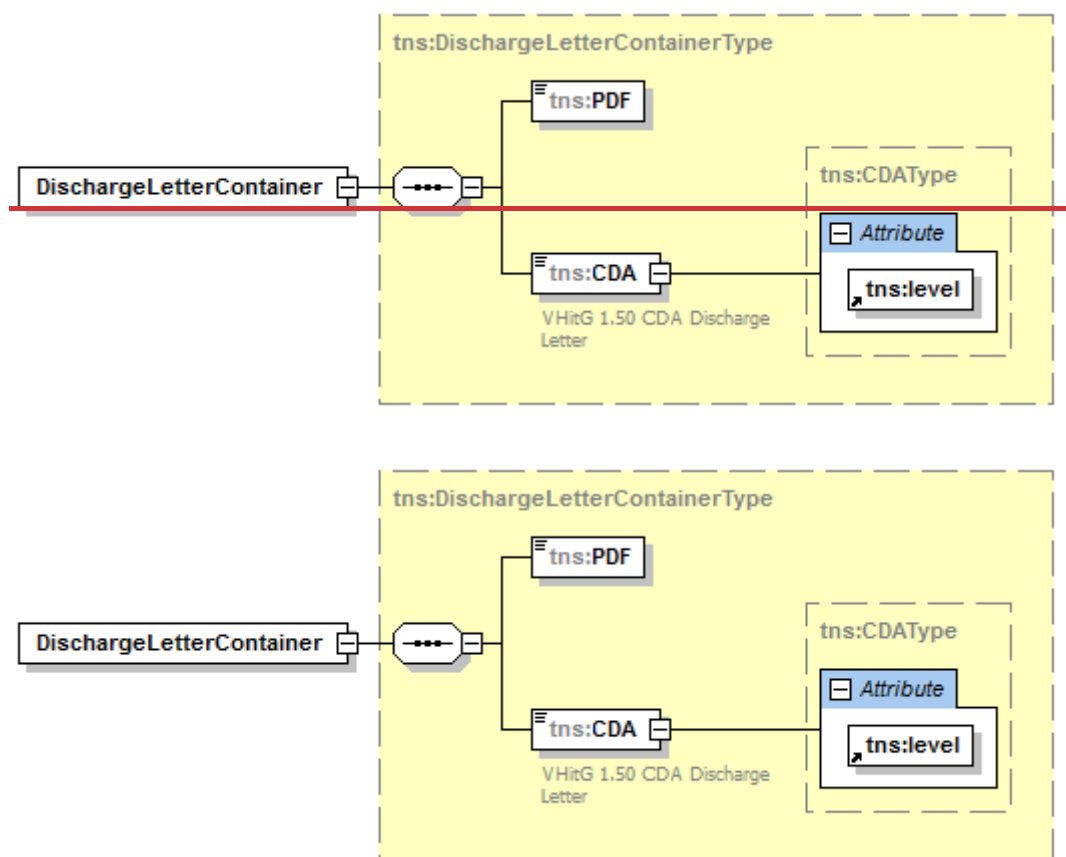 tns:DischargeLetterContainerType
tns:PDF
DischargeLetterContainer
tns:CDAType
Attribute
tns:CDA
tns:level
VHitG 1.50 CDA Discharge
Letter
tns:DischargeLetterContainerType
tns:PDF
DischargeLetterContainer
tns:CDAType
Attribute
tns:CDA
tns:level
VHitG 1.50 CDA Discharge
Letter